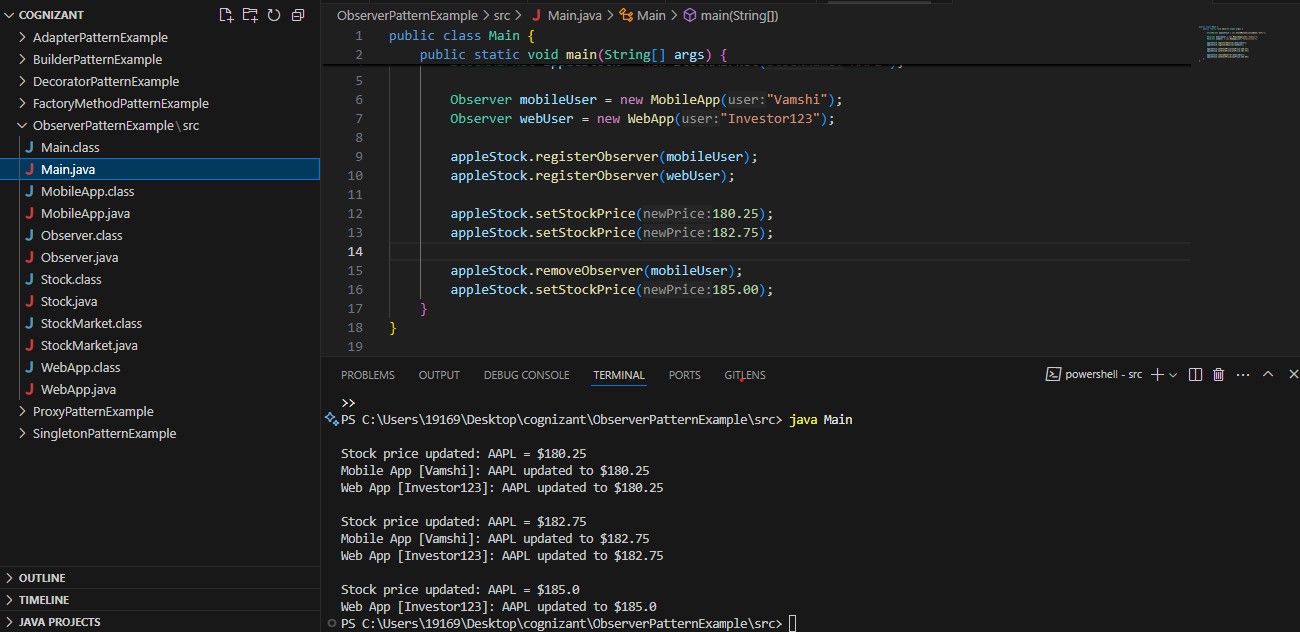 COGNIZANT
AdapterPatternExample
BuilderPatternExample
DecoratorPatternExample
FactoryMethodPatternExample
ObserverPatternExample\src
Main.class
Main.java
MobileApp.class
MobileApp.java
Observer.class
Observer.java
Stock.class
Stock.java
StockMarket.class
StockMarket.java
WebApp.class
WebApp.java
ProxyPatternExample
SingletonPatternExample
OUTLINE
TIMELINE
JAVA PROJECTS
ObserverPatternExample > src > J Main.java > Main > main(String[])
1 public class Main {
2 public static void main(String[] args) {
5
6 Observer mobileUser = new MobileApp(user:"Vamshi");
7 Observer webUser = new WebApp(user:"Investor123");
8
9 appleStock.registerObserver(mobileUser);
10 appleStock.registerObserver(webUser);
11
12 appleStock.setStockPrice(newPrice:180.25);
13 appleStock.setStockPrice(newPrice:182.75);
14
15 appleStock.removeObserver(mobileUser);
16 appleStock.setStockPrice(newPrice:185.00);
17 }
18 }
19
PROBLEMS OUTPUT DEBUG CONSOLE TERMINAL PORTS GITLENS powershell - src
>>
PS C:\Users\19169\Desktop\cognizant\ObserverPatternExample\src> java Main
Stock price updated: AAPL = $180.25
Mobile App [Vamshi]: AAPL updated to $180.25
Web App [Investor123]: AAPL updated to $180.25
Stock price updated: AAPL = $182.75
Mobile App [Vamshi]: AAPL updated to $182.75
Web App [Investor123]: AAPL updated to $182.75
Stock price updated: AAPL = $185.0
Web App [Investor123]: AAPL updated to $185.0
PS C:\Users\19169\Desktop\cognizant\ObserverPatternExample\src>